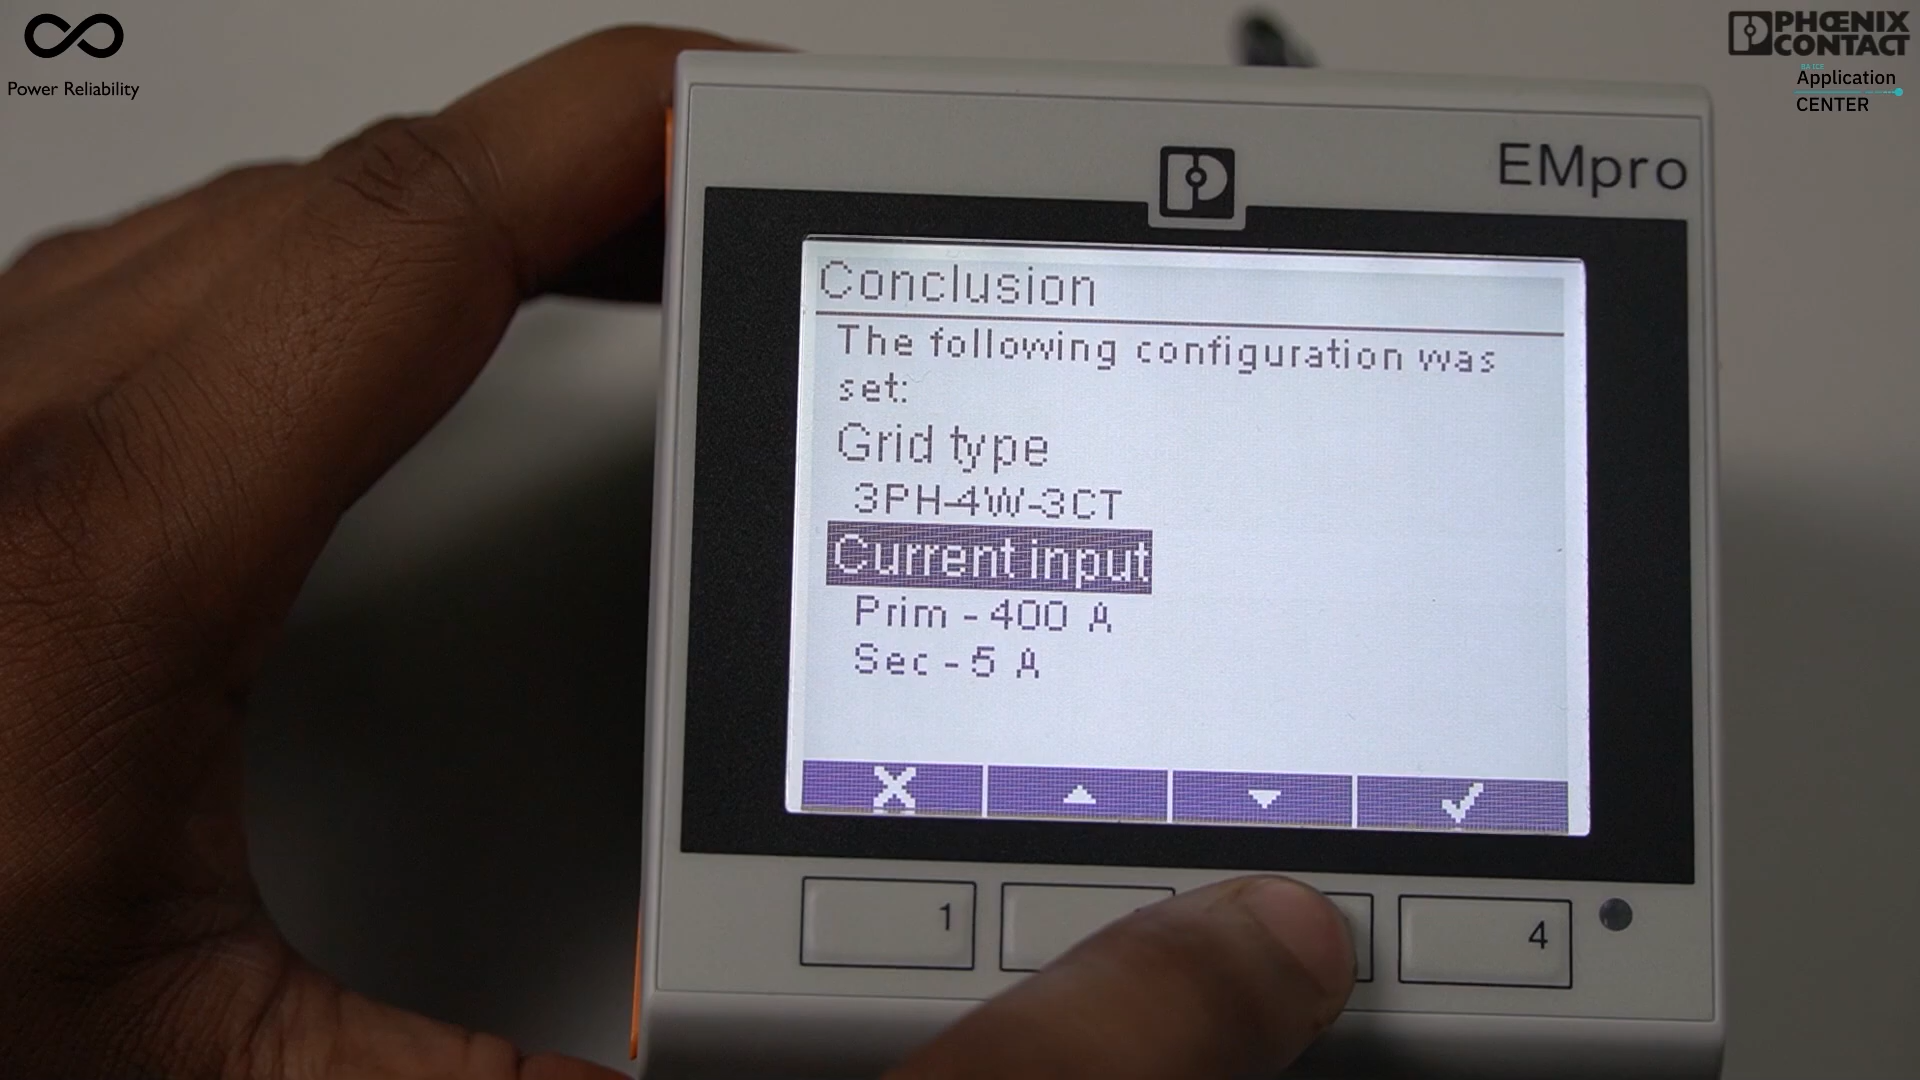 Power Reliability
PHŒNIX
CONTACT
Application
CENTER
EMpro
Conclusion
The following configuration was
set:
Grid type
3PH-4W-3CT
Current input
Prim - 400 A
Sec - 5 A
1
4